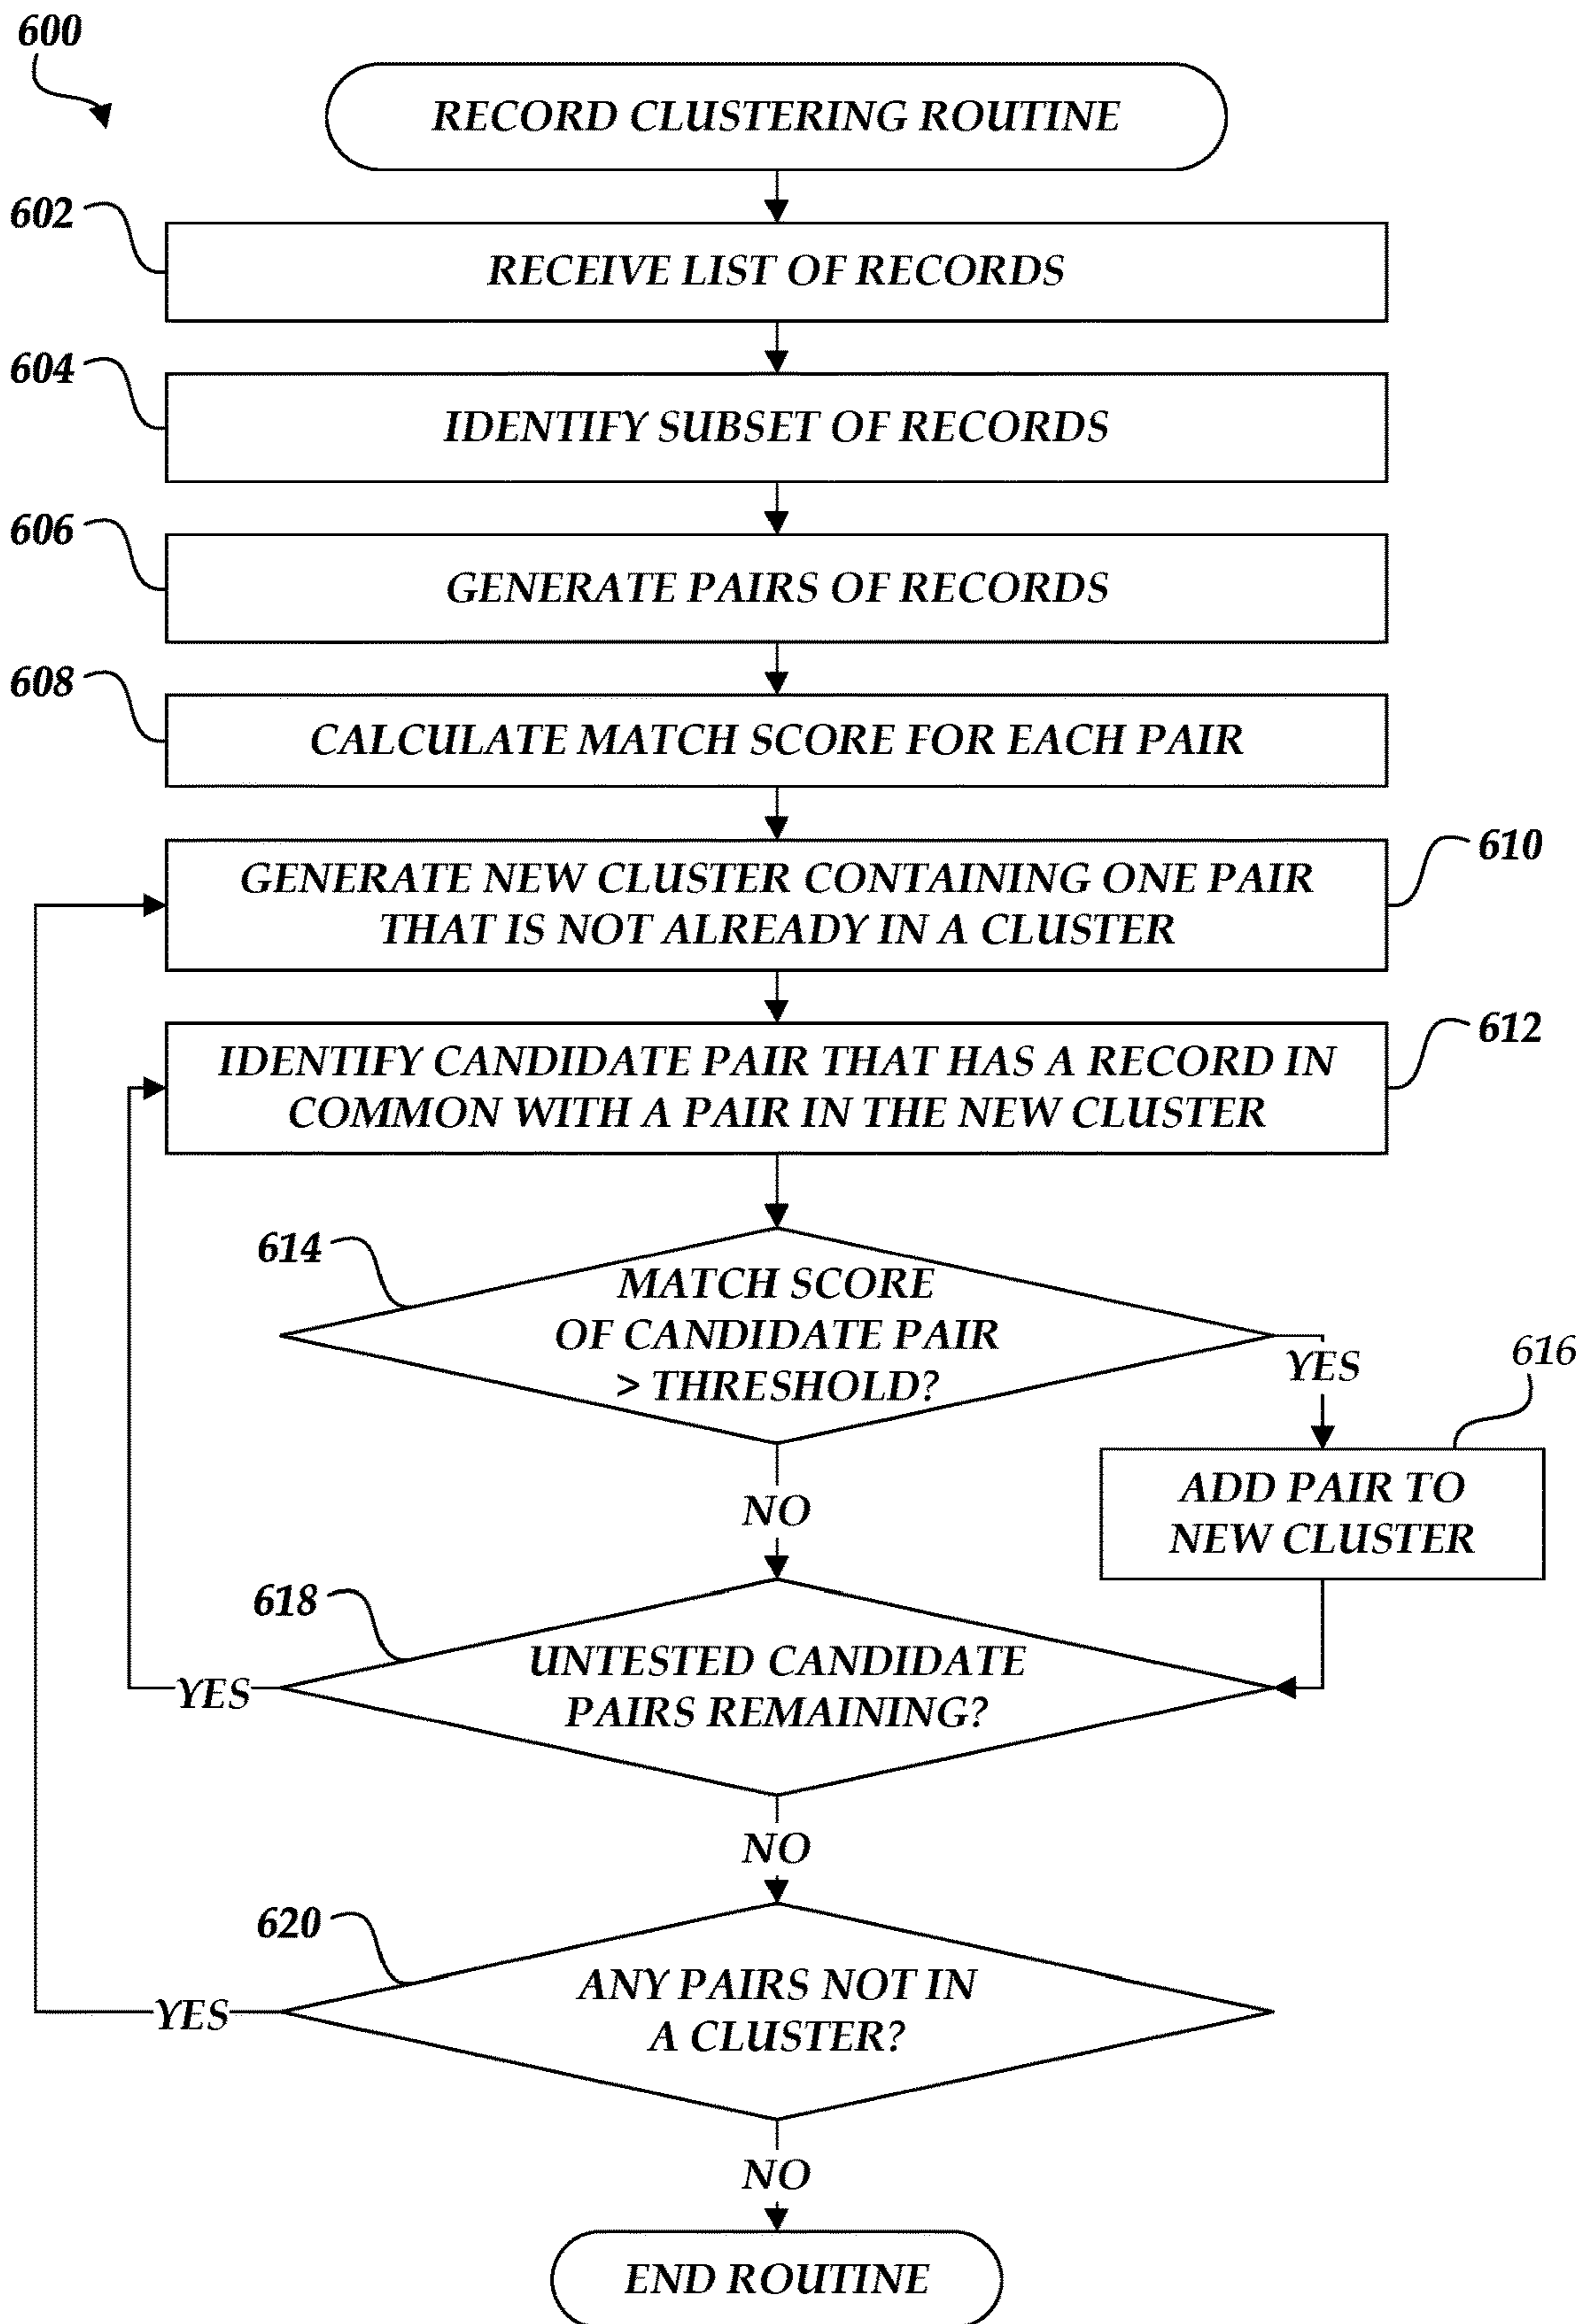 600
RECORD CLUSTERING ROUTINE
602
RECEIVE LIST OF RECORDS
604
IDENTIFY SUBSET OF RECORDS
606
GENERATE PAIRS OF RECORDS
608
CALCULATE MATCH SCORE FOR EACH PAIR
610
GENERATE NEW CLUSTER CONTAINING ONE PAIR
THAT IS NOT ALREADY IN A CLUSTER
612
IDENTIFY CANDIDATE PAIR THAT HAS A RECORD IN
COMMON WITH A PAIR IN THE NEW CLUSTER
614
MATCH SCORE
OF CANDIDATE PAIR
> THRESHOLD?
YES
616
ADD PAIR TO
NEW CLUSTER
NO
618
UNTESTED CANDIDATE
PAIRS REMAINING?
YES
NO
620
ANY PAIRS NOT IN
A CLUSTER?
YES
NO
END ROUTINE